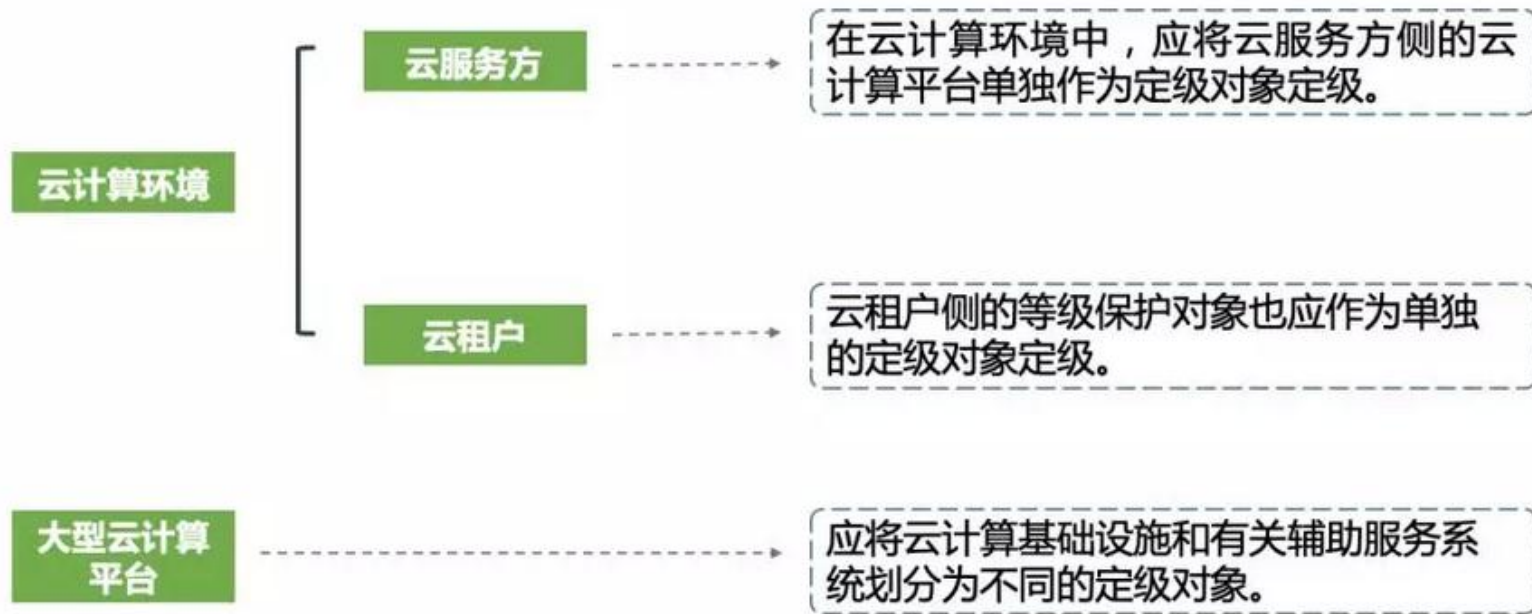 云服务方
在云计算环境中，应将云服务方侧的云
计算平台单独作为定级对象定级。
云计算环境
云租户
云租户侧的等级保护对象也应作为单独
的定级对象定级。
大型云计算
平台
应将云计算基础设施和有关辅助服务系
统划分为不同的定级对象。